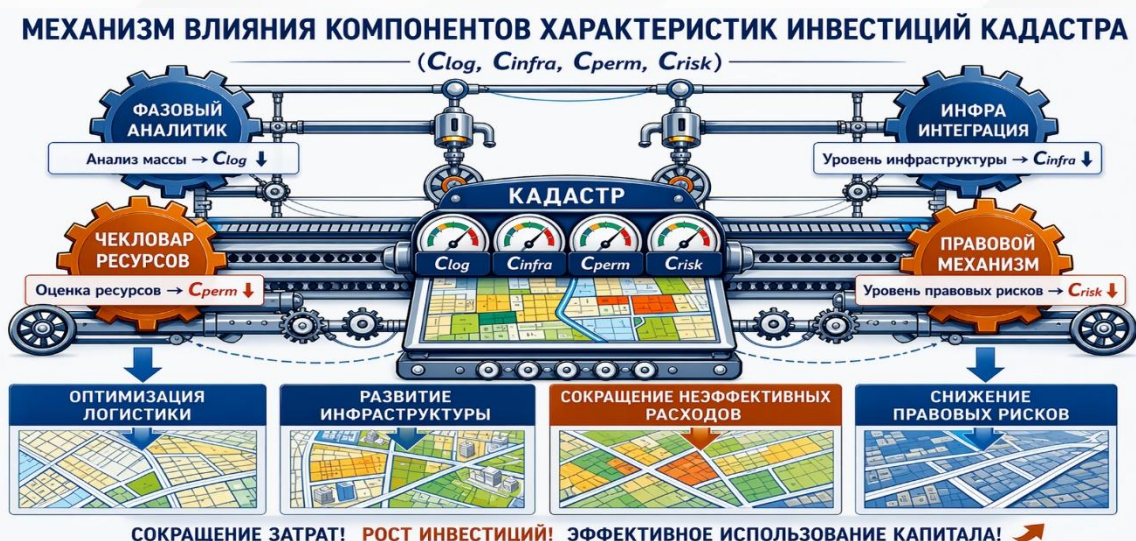 МЕХАНИЗМ ВЛИЯНИЯ КОМПОНЕНТОВ ХАРАКТЕРИСТИК ИНВЕСТИЦИЙ КАДАСТРА
(Clog, Cinfra, Cperm, Crisk)
ФАЗОВЫЙ
АНАЛИТИК
Анализ массы → Clog ↓
ИНФРА
ИНТЕГРАЦИЯ
Уровень инфраструктуры → Cinfra ↓
КАДАСТР
Clog Cinfra Cperm Crisk
ЧЕКЛОВАР
РЕСУРСОВ
Оценка ресурсов → Cperm ↓
ПРАВОВОЙ
МЕХАНИЗМ
Уровень правовых рисков → Crisk ↓
ОПТИМИЗАЦИЯ
ЛОГИСТИКИ
РАЗВИТИЕ
ИНФРАСТРУКТУРЫ
СОКРАЩЕНИЕ НЕЭФФЕКТИВНЫХ
РАСХОДОВ
СНИЖЕНИЕ
ПРАВОВЫХ РИСКОВ
СОКРАЩЕНИЕ ЗАТРАТ! РОСТ ИНВЕСТИЦИЙ! ЭФФЕКТИВНОЕ ИСПОЛЬЗОВАНИЕ КАПИТАЛА!